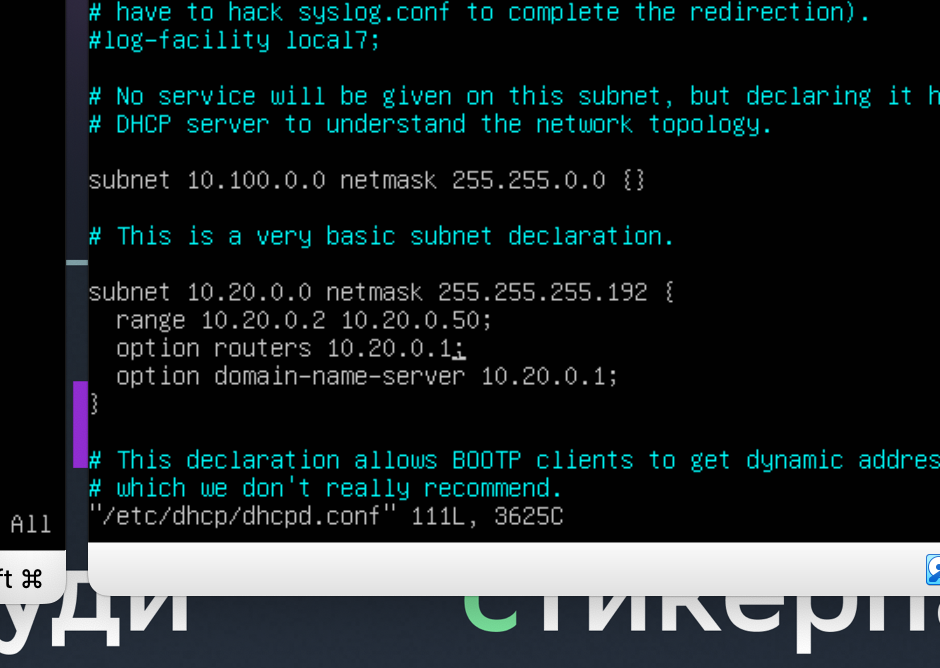 # have to hack syslog.conf to complete the redirection).
#log-facility local7;
# No service will be given on this subnet, but declaring it h
# DHCP server to understand the network topology.
subnet 10.100.0.0 netmask 255.255.0.0 {}
# This is a very basic subnet declaration.
subnet 10.20.0.0 netmask 255.255.255.192 {
  range 10.20.0.2 10.20.0.50;
  option routers 10.20.0.1;
  option domain-name-server 10.20.0.1;
}
# This declaration allows BOOTP clients to get dynamic addres
# which we don't really recommend.
"/etc/dhcp/dhcpd.conf" 111L, 3625C
All
ft ⌘
уди стикерп